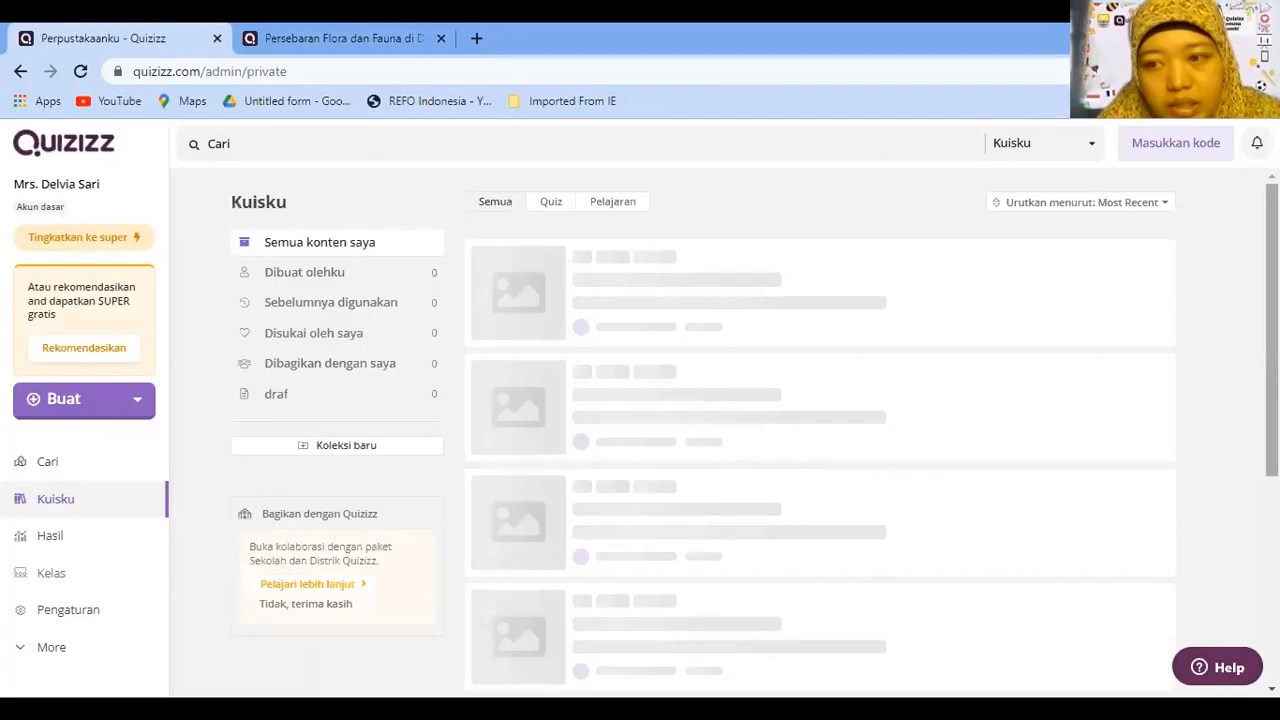 Perpustakaanku - Quizizz
Persebaran Flora dan Fauna di D
quizizz.com/admin/private
Apps
YouTube
Maps
Untitled form - Goo...
REFO Indonesia - Y...
Imported From IE
QUIZIZZ
Cari
Kuisku
Masukkan kode
Mrs. Delvia Sari
Akun dasar
Tingkatkan ke super
Atau rekomendasikan
and dapatkan SUPER
gratis
Rekomendasikan
Buat
Cari
Kuisku
Hasil
Kelas
Pengaturan
More
Kuisku
Semua konten saya
Dibuat olehku 0
Sebelumnya digunakan 0
Disukai oleh saya 0
Dibagikan dengan saya 0
draf 0
Koleksi baru
Bagikan dengan Quizizz
Buka kolaborasi dengan paket
Sekolah dan Distrik Quizizz.
Pelajari lebih lanjut >
Tidak, terima kasih
Semua
Quiz
Pelajaran
Urutkan menurut: Most Recent
Help